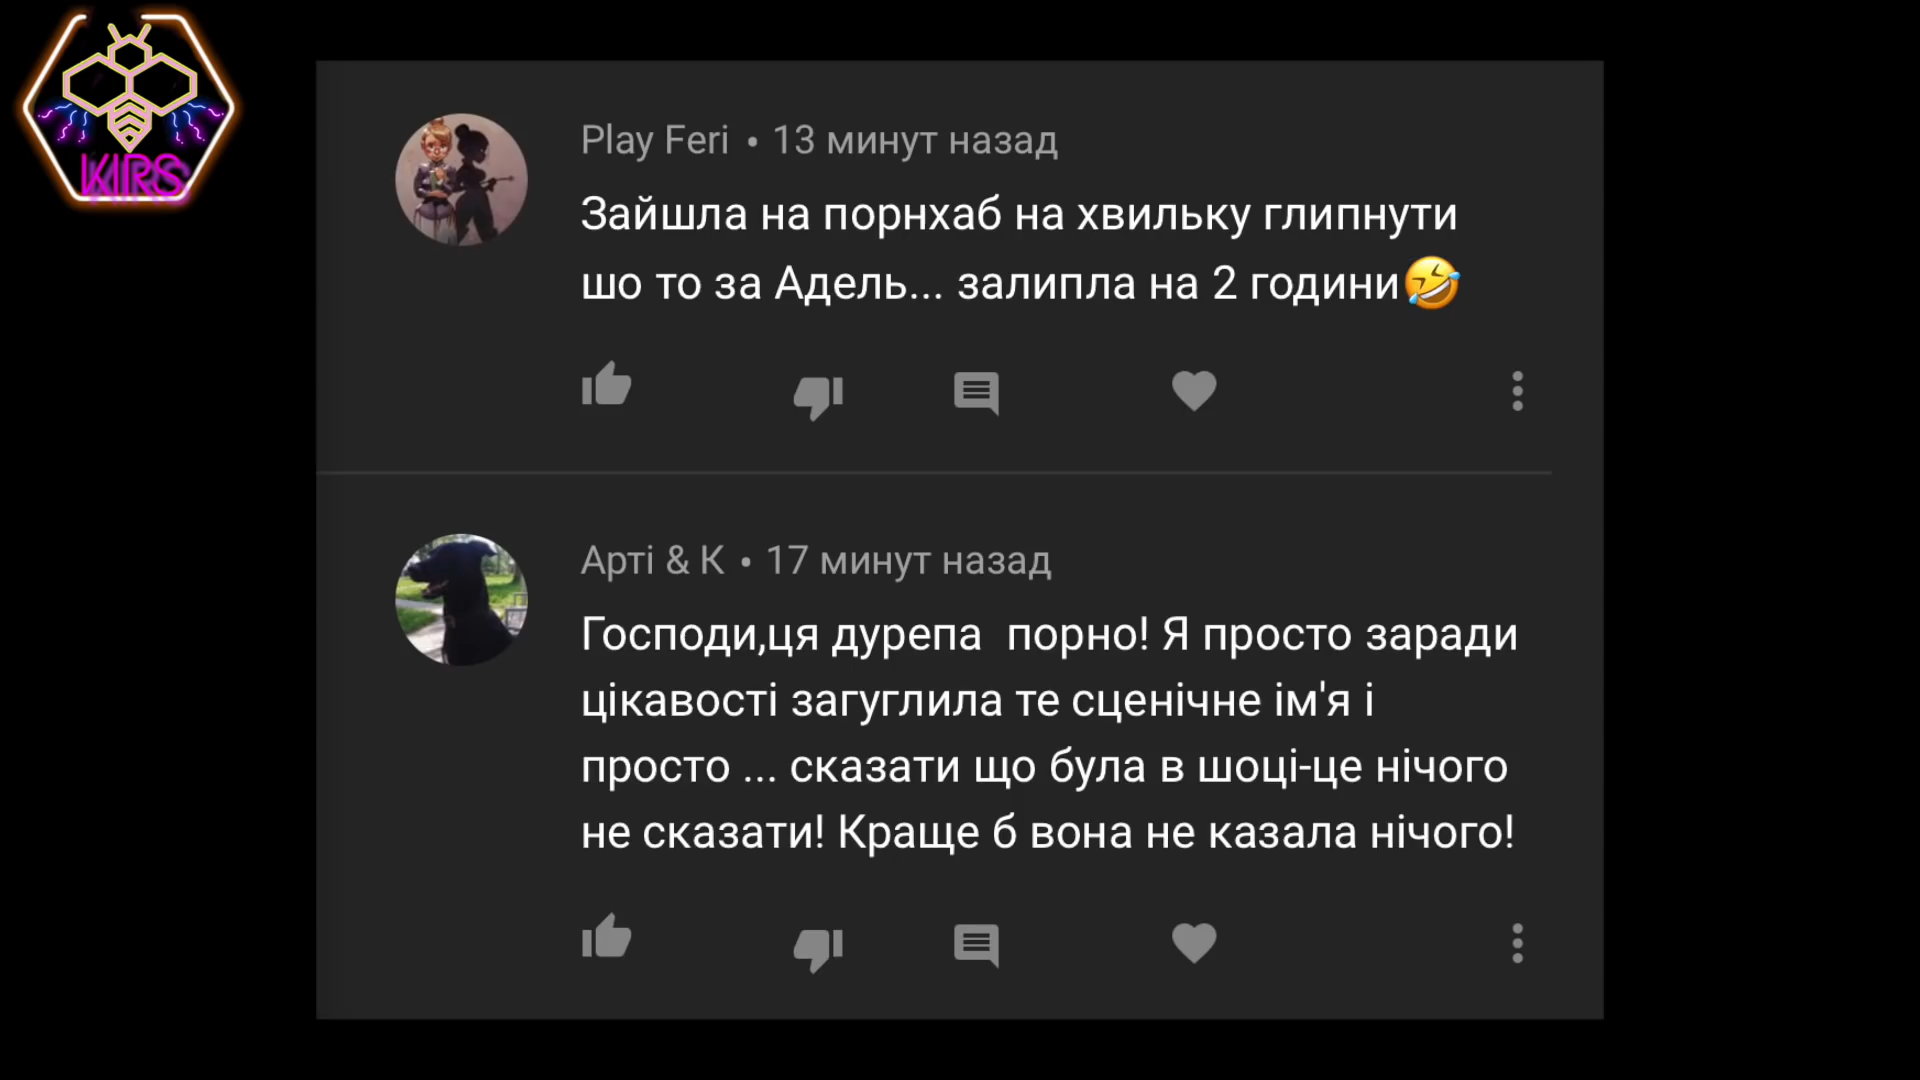 KIRS
Play Feri • 13 минут назад
Зайшла на порнхаб на хвильку глипнути
шо то за Адель... залипла на 2 години🤣
Арті & К • 17 минут назад
Господи,ця дурепа  порно! Я просто заради
цікавості загуглила те сценічне ім'я і
просто ... сказати що була в шоці-це нічого
не сказати! Краще б вона не казала нічого!